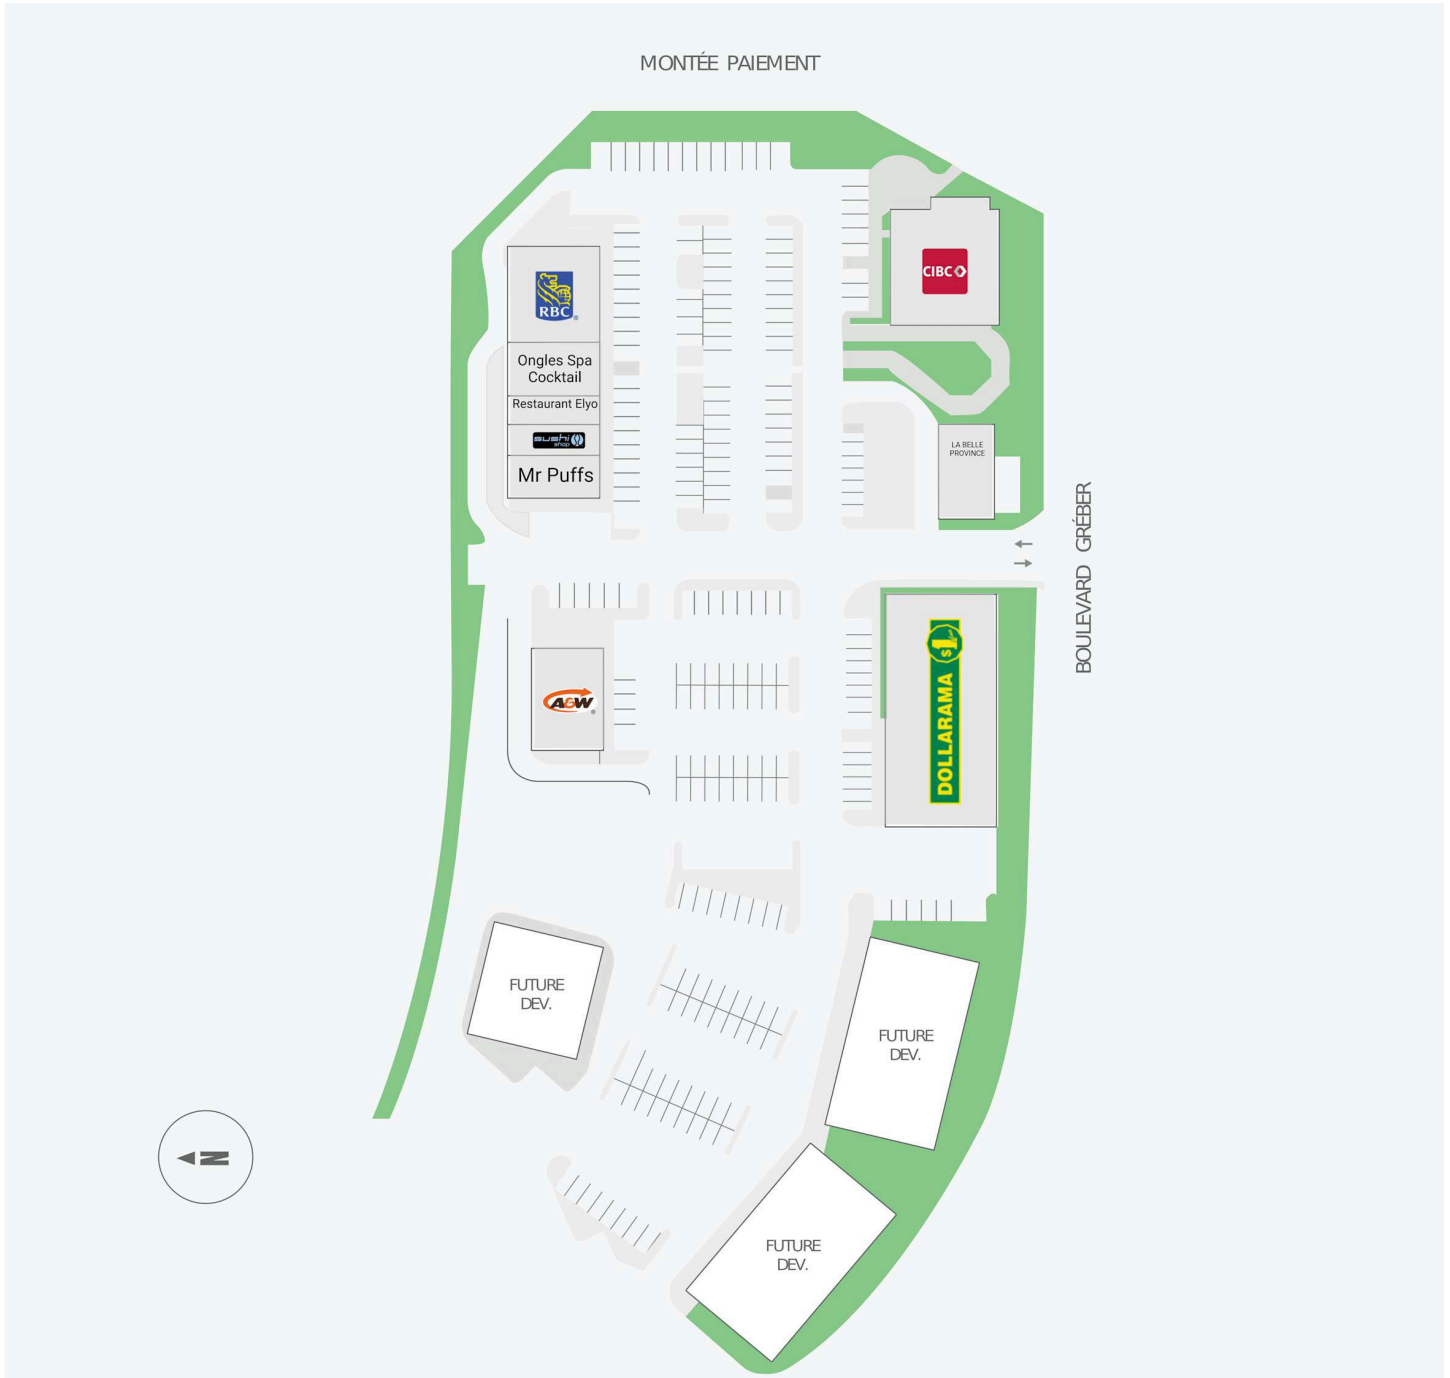 MONTÉE PAIEMENT
CIBC
RBC
®
Ongles Spa
Cocktail
Restaurant Elyo
sushi
shop
Mr Puffs
LA BELLE
PROVINCE
BOULEVARD GRÉBER
A&W
®
DOLLARAMA $1
FUTURE
DEV.
FUTURE
DEV.
FUTURE
DEV.
N